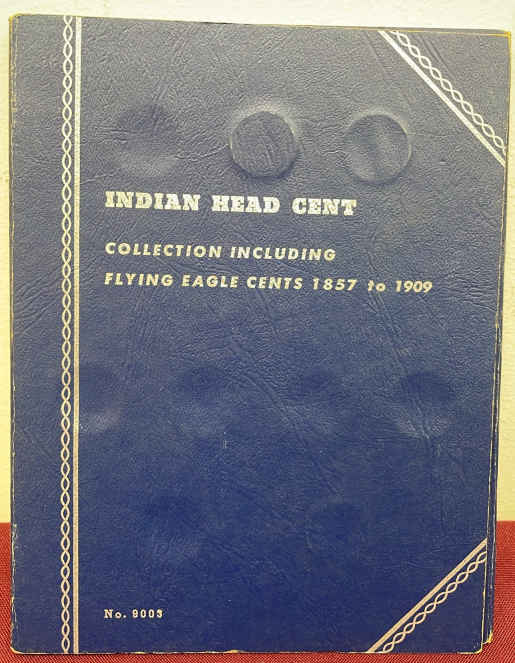 INDIAN HEAD CENT
COLLECTION INCLUDING
FLYING EAGLE CENTS 1857 to 1909
No. 9003